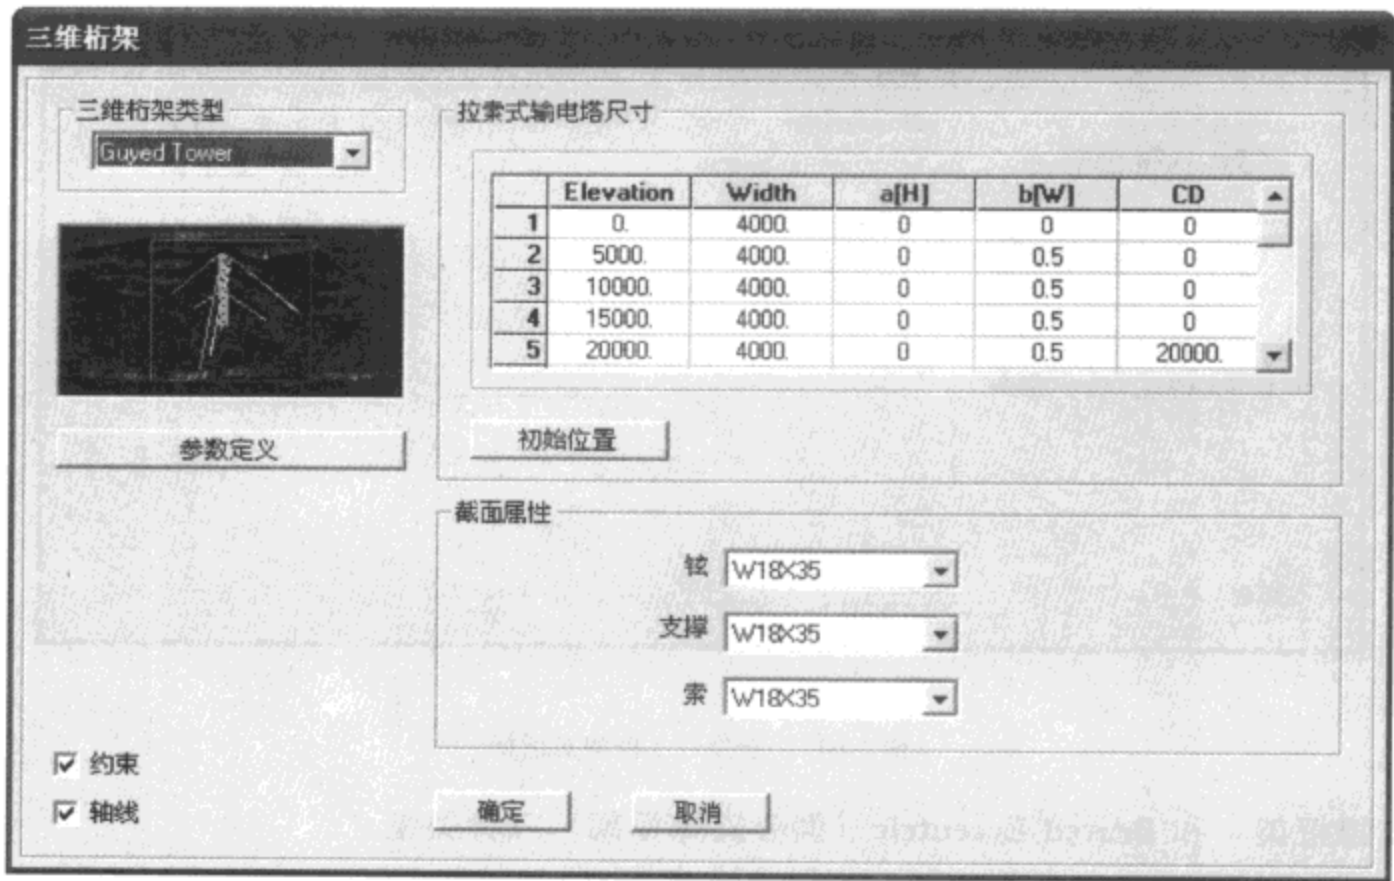 三维桁架
三維桁架类型
Guyed Tower
参数定义
拉索式输电塔尺寸
Elevation Width a[H] b[W] CD
1 0. 4000. 0 0 0
2 5000. 4000. 0 0.5 0
3 10000. 4000. 0 0.5 0
4 15000. 4000. 0 0.5 0
5 20000. 4000. 0 0.5 20000.
初始位置
截面属性
铉 W18X35
支撑 W18X35
索 W18X35
约束
轴线
确定 取消